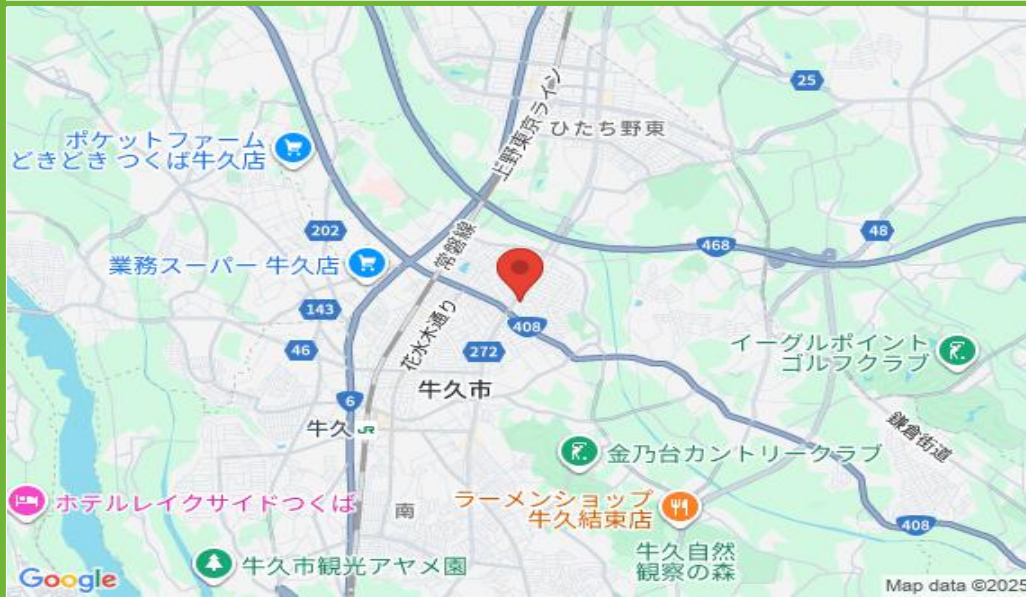 25
ひたち野東
上野東京ライン
ポケットファーム
どきどき つくば牛久店
202
48
468
常磐線
業務スーパー 牛久店
143
花水木通り
408
46
272
イーグルポイント
ゴルフクラブ
牛久市
6
牛久 JR
鎌倉街道
金乃台カントリークラブ
ホテルレイクサイドつくば
ラーメンショップ
牛久結束店
南
408
牛久自然
観察の森
牛久市観光アヤメ園
Google
Map data ©2025